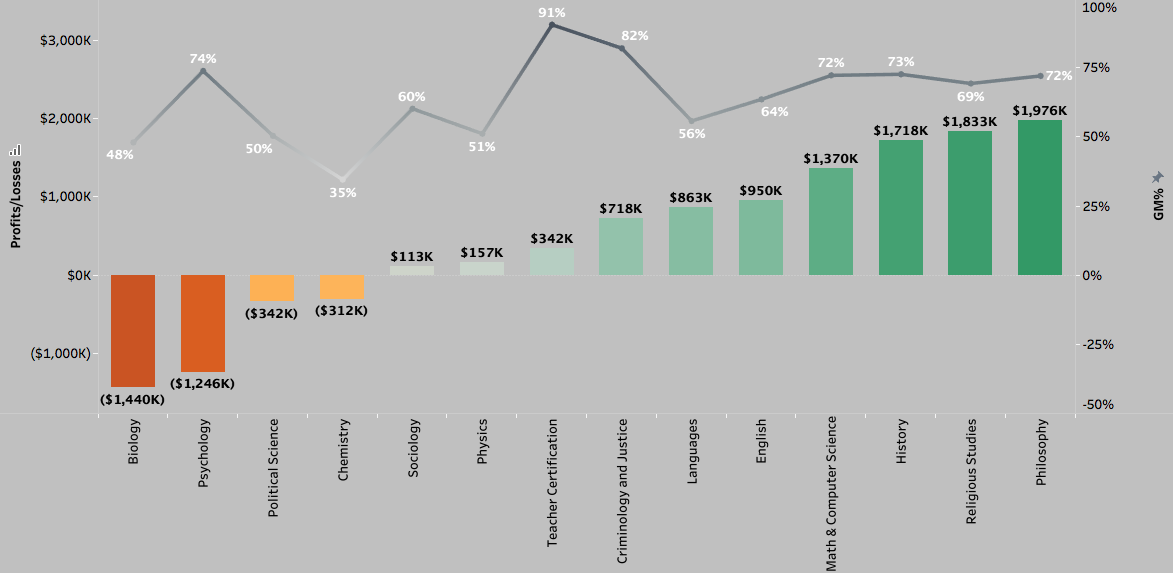 100%
91%
$3,000K
82%
74%
72%
73%
75%
72%
60%
69%
64%
$2,000K
56%
$1,976K
48%
50%
51%
$1,718K
$1,833K
50%
35%
$1,370K
$1,000K
$718K
$863K
$950K
25%
Profits/Losses
GM%
$113K
$157K
$342K
$0K
0%
($342K)
($312K)
($1,000K)
-25%
($1,246K)
($1,440K)
-50%
Biology
Psychology
Political Science
Chemistry
Sociology
Physics
Teacher Certification
Criminology and Justice
Languages
English
Math & Computer Science
History
Religious Studies
Philosophy